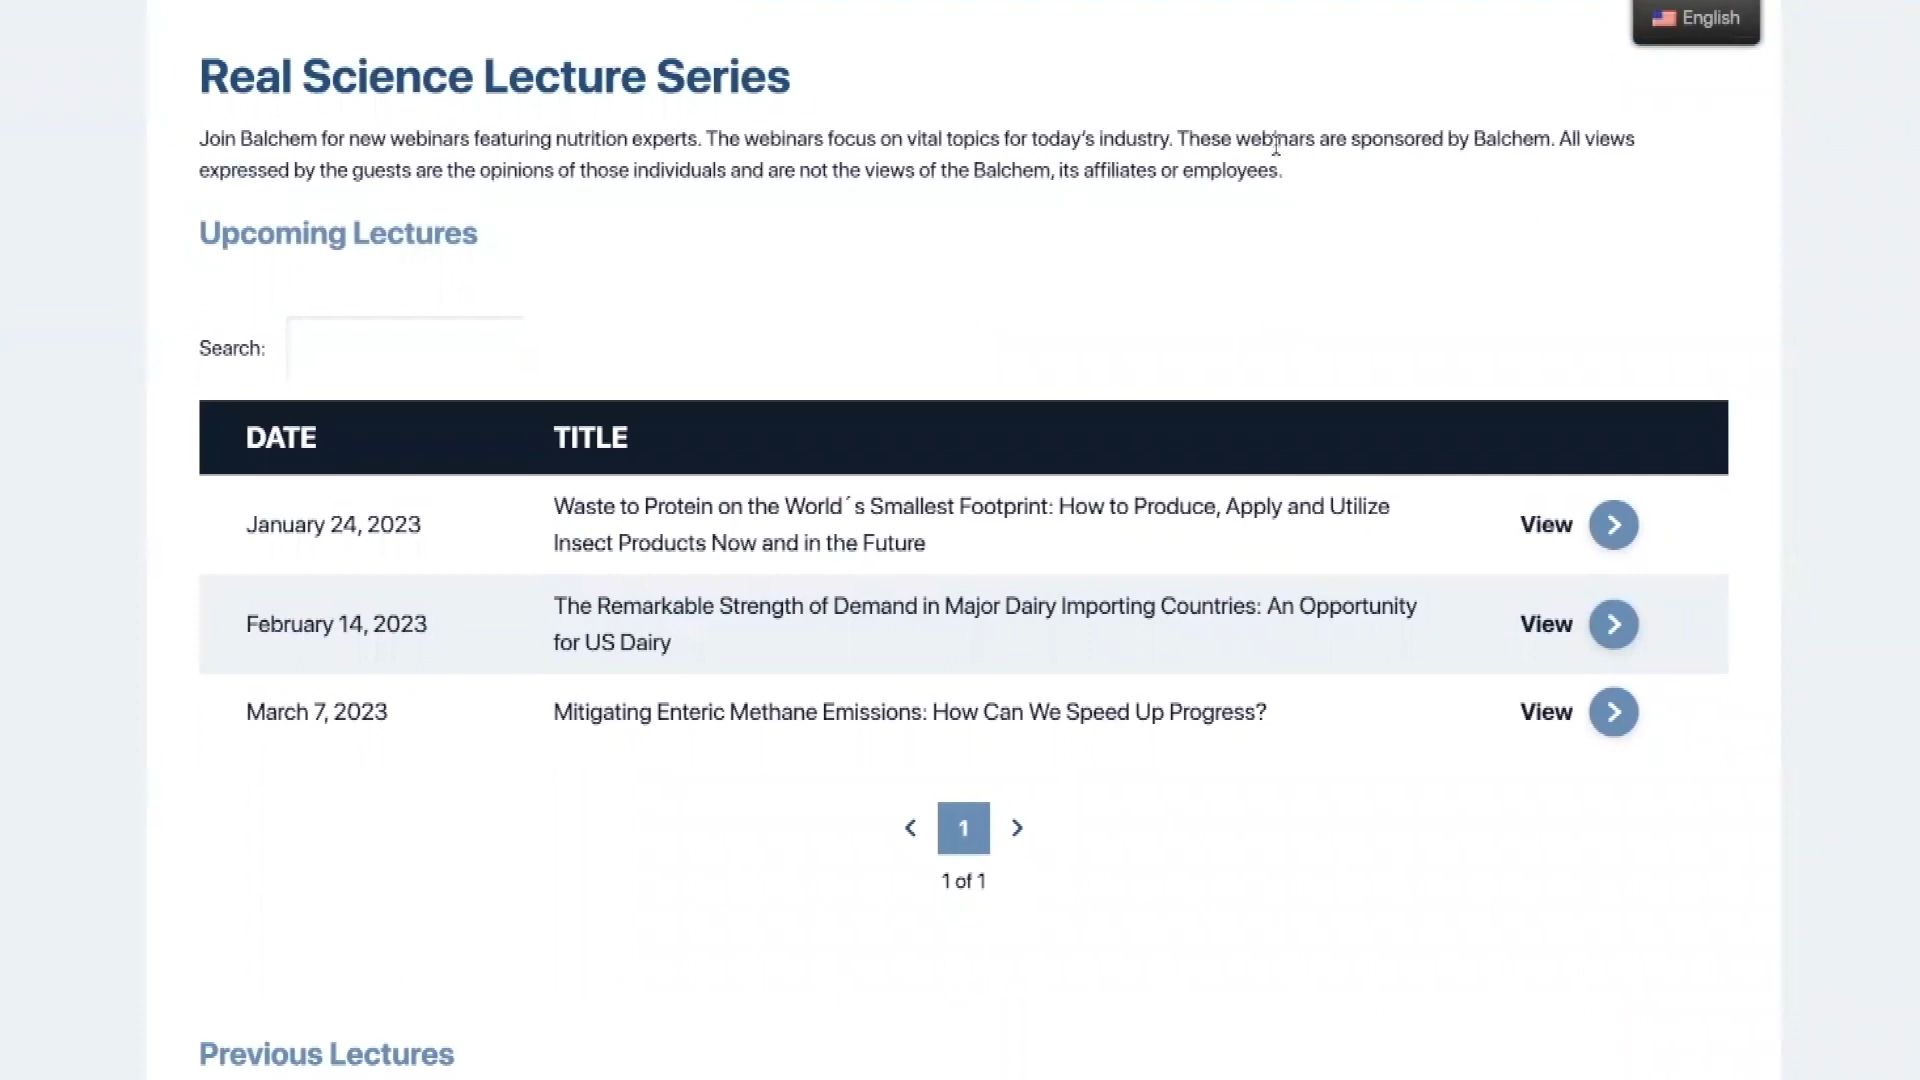 English
Real Science Lecture Series
Join Balchem for new webinars featuring nutrition experts. The webinars focus on vital topics for today's industry. These webinars are sponsored by Balchem. All views
expressed by the guests are the opinions of those individuals and are not the views of the Balchem, its affiliates or employees.
Upcoming Lectures
Search:
DATE TITLE
January 24, 2023 Waste to Protein on the World´s Smallest Footprint: How to Produce, Apply and Utilize
Insect Products Now and in the Future View
February 14, 2023 The Remarkable Strength of Demand in Major Dairy Importing Countries: An Opportunity
for US Dairy View
March 7, 2023 Mitigating Enteric Methane Emissions: How Can We Speed Up Progress? View
1
1 of 1
Previous Lectures